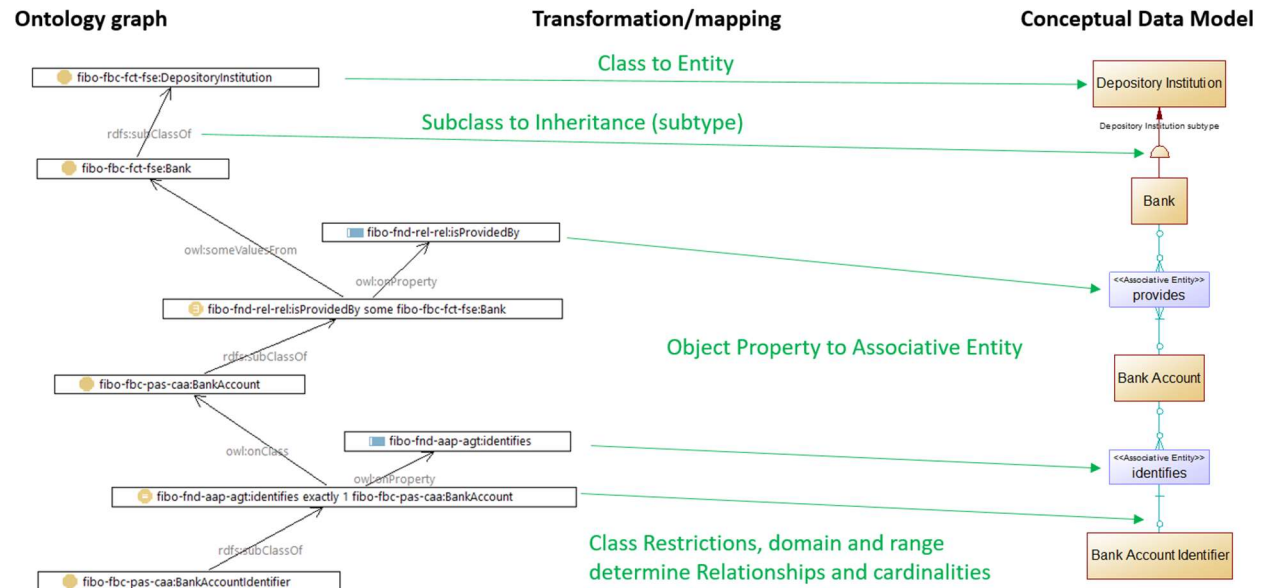 Ontology graph
Transformation/mapping
Conceptual Data Model
fibo-fbc-fct-fse:DepositoryInstitution
Class to Entity
Depository Institution
rdfs:subClassOf
Subclass to Inheritance (subtype)
Depository Institution subtype
fibo-fbc-fct-fse:Bank
Bank
fibo-fnd-rel-rel:isProvidedBy
owl:someValuesFrom
owl:onProperty
<<Associative Entity>>
provides
fibo-fnd-rel-rel:isProvidedBy some fibo-fbc-fct-fse:Bank
Object Property to Associative Entity
rdfs:subClassOf
fibo-fbc-pas-caa:BankAccount
Bank Account
fibo-fnd-aap-agt:identifies
owl:onClass
owl:onProperty
<<Associative Entity>>
identifies
fibo-fnd-aap-agt:identifies exactly 1 fibo-fbc-pas-caa:BankAccount
Class Restrictions, domain and range
determine Relationships and cardinalities
rdfs:subClassOf
Bank Account Identifier
fibo-fbc-pas-caa:BankAccountIdentifier